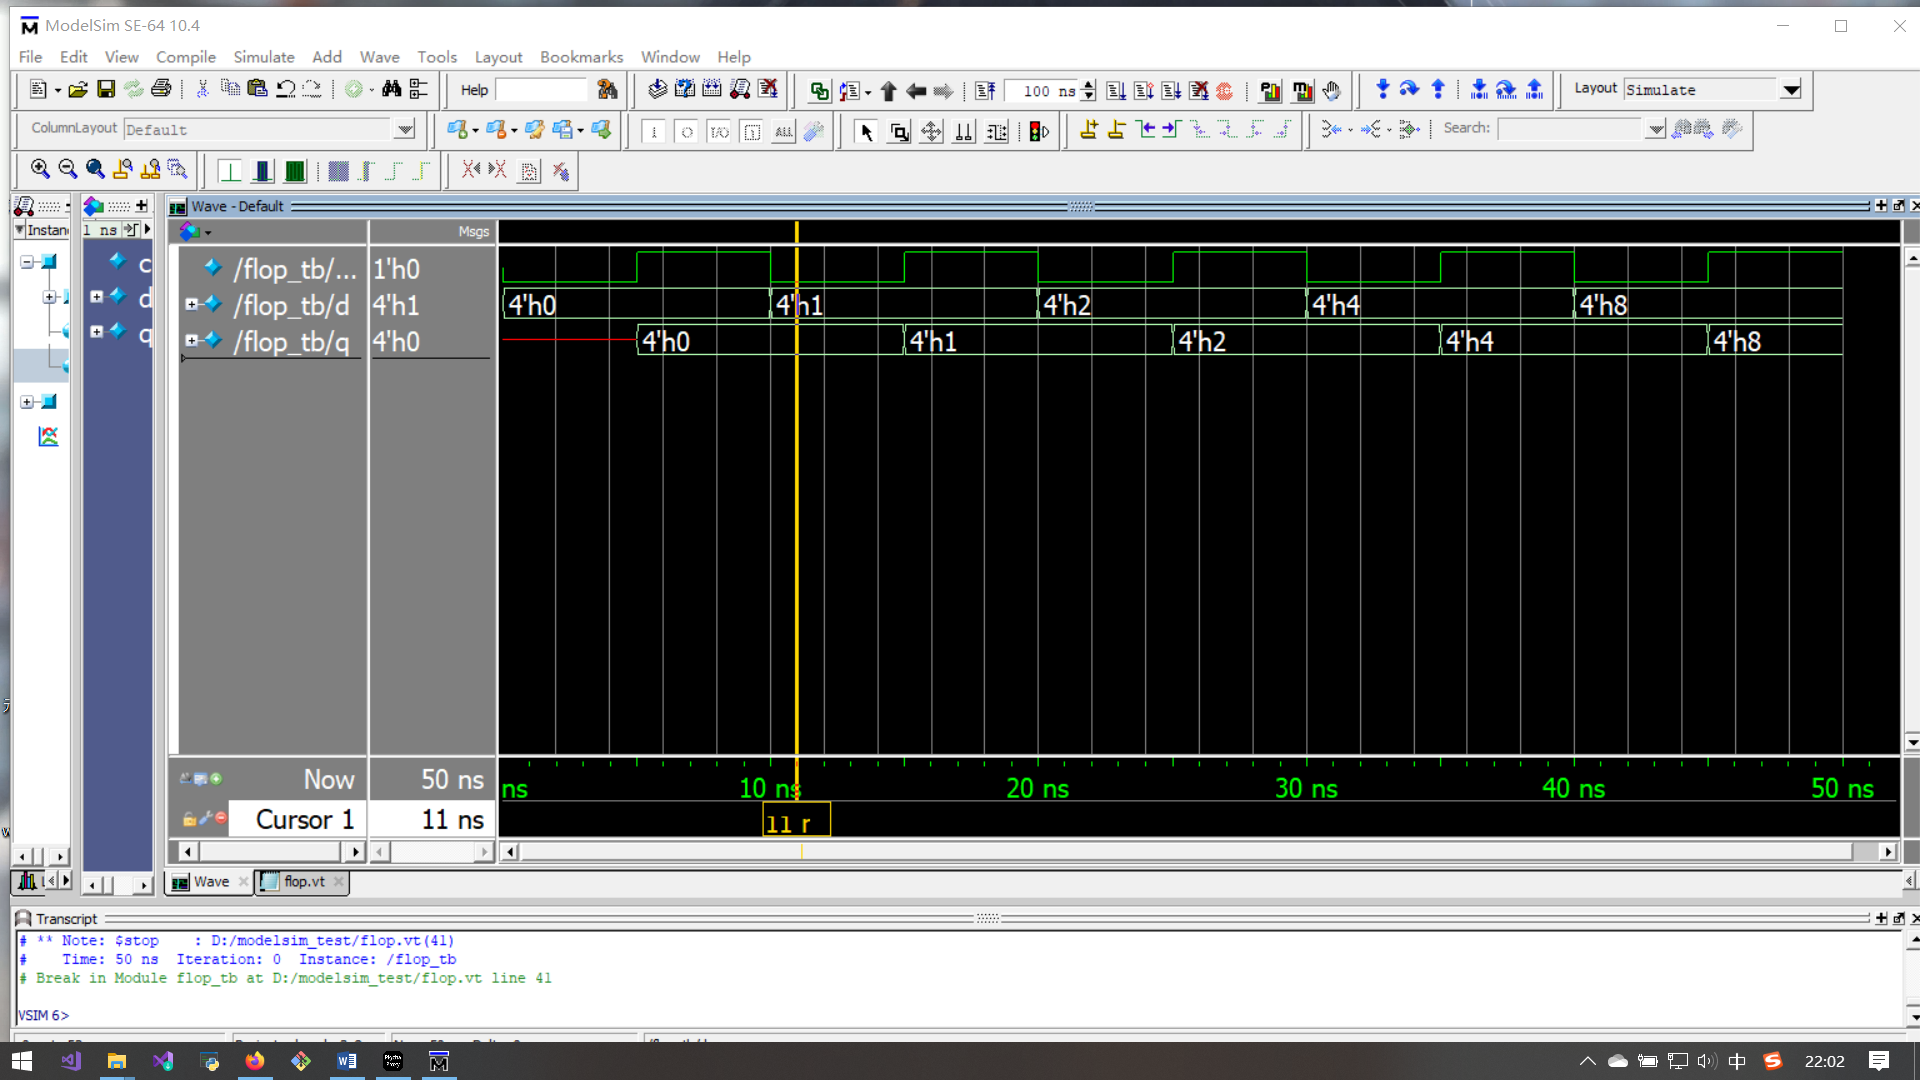 ModelSim SE-64 10.4
File Edit View Compile Simulate Add Wave Tools Layout Bookmarks Window Help
Help 100 ns Layout Simulate
ColumnLayout Default ALL Search:
Wave - Default
Instan 1 ns Msgs
c /flop_tb/... 1'h0
d /flop_tb/d 4'h1 4'h0 4'h1 4'h2 4'h4 4'h8
q /flop_tb/q 4'h0 4'h0 4'h1 4'h2 4'h4 4'h8
Now 50 ns ns 10 ns 20 ns 30 ns 40 ns 50 ns
Cursor 1 11 ns 11 r
Wave flop.vt
Transcript
# ** Note: $stop : D:/modelsim_test/flop.vt(41)
# Time: 50 ns Iteration: 0 Instance: /flop_tb
# Break in Module flop_tb at D:/modelsim_test/flop.vt line 41
VSIM 6>
中 22:02